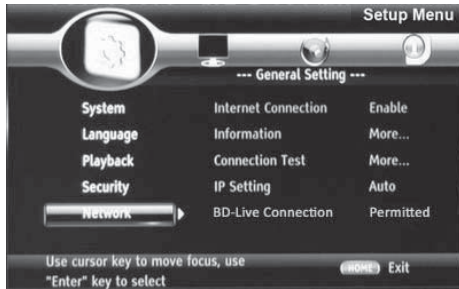 Setup Menu
--- General Setting ---
System Internet Connection Enable
Language Information More...
Playback Connection Test More...
Security IP Setting Auto
Network BD-Live Connection Permitted
Use cursor key to move focus, use
"Enter" key to select
HOME Exit